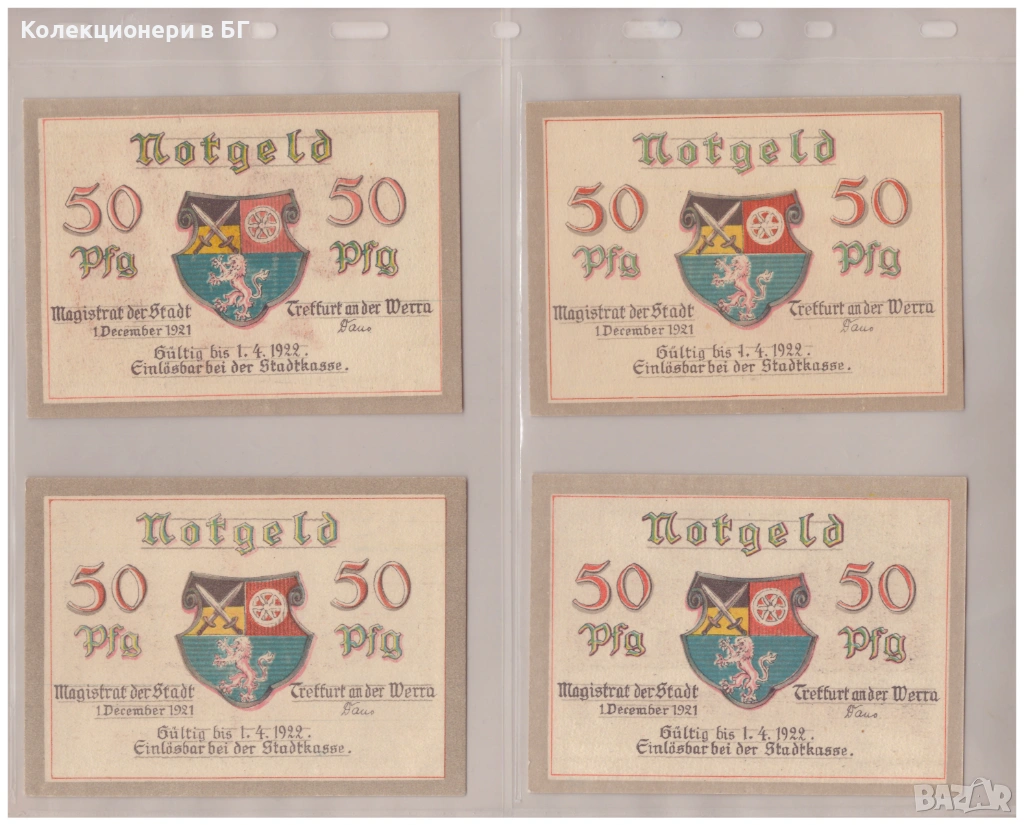 Колекционери в БГ
Notgeld
50 50
Pfg Pfg
Magistrat der Stadt Treffurt an der Werra
1. December 1921
Gültig bis 1. 4. 1922.
Einlösbar bei der Stadtkasse.
Notgeld
50 50
Pfg Pfg
Magistrat der Stadt Treffurt an der Werra
1. December 1921
Gültig bis 1. 4. 1922.
Einlösbar bei der Stadtkasse.
Notgeld
50 50
Pfg Pfg
Magistrat der Stadt Treffurt an der Werra
1. December 1921
Gültig bis 1. 4. 1922.
Einlösbar bei der Stadtkasse.
Notgeld
50 50
Pfg Pfg
Magistrat der Stadt Treffurt an der Werra
1. December 1921
Gültig bis 1. 4. 1922.
Einlösbar bei der Stadtkasse.
BAZAR